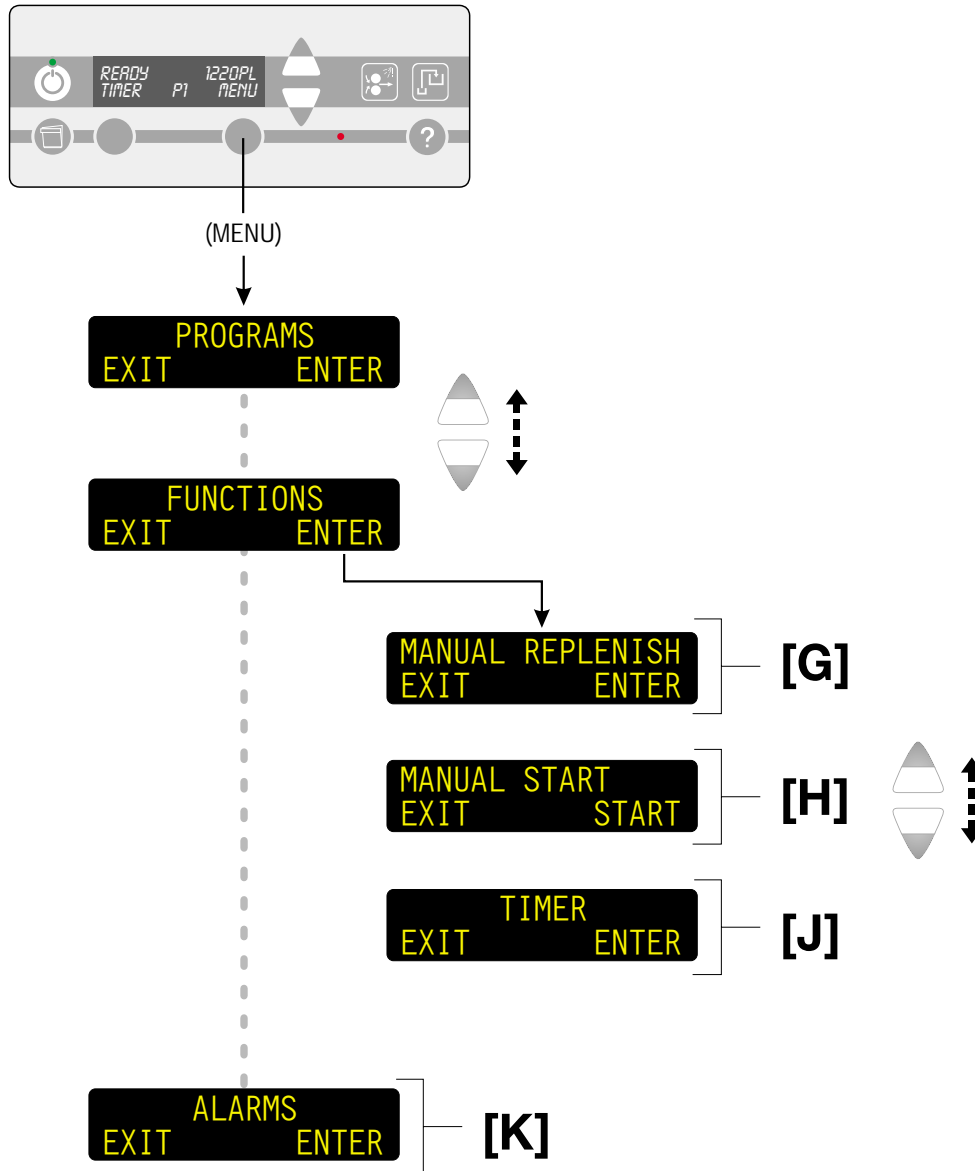 READY 1220PL
TIMER P1 MENU
?
(MENU)
PROGRAMS
EXIT ENTER
FUNCTIONS
EXIT ENTER
MANUAL REPLENISH
EXIT ENTER
[G]
MANUAL START
EXIT START
[H]
TIMER
EXIT ENTER
[J]
ALARMS
EXIT ENTER
[K]